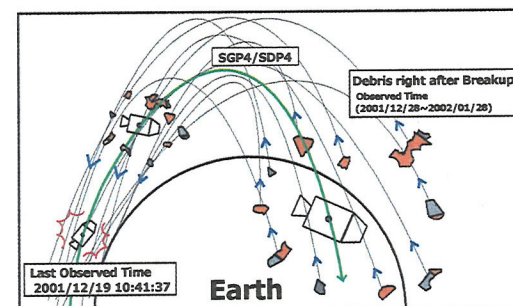 SGP4/SDP4
Debris right after Breakup
Observed Time
(2001/12/28~2002/01/28)
Last Observed Time
2001/12/19 10:41:37
Earth